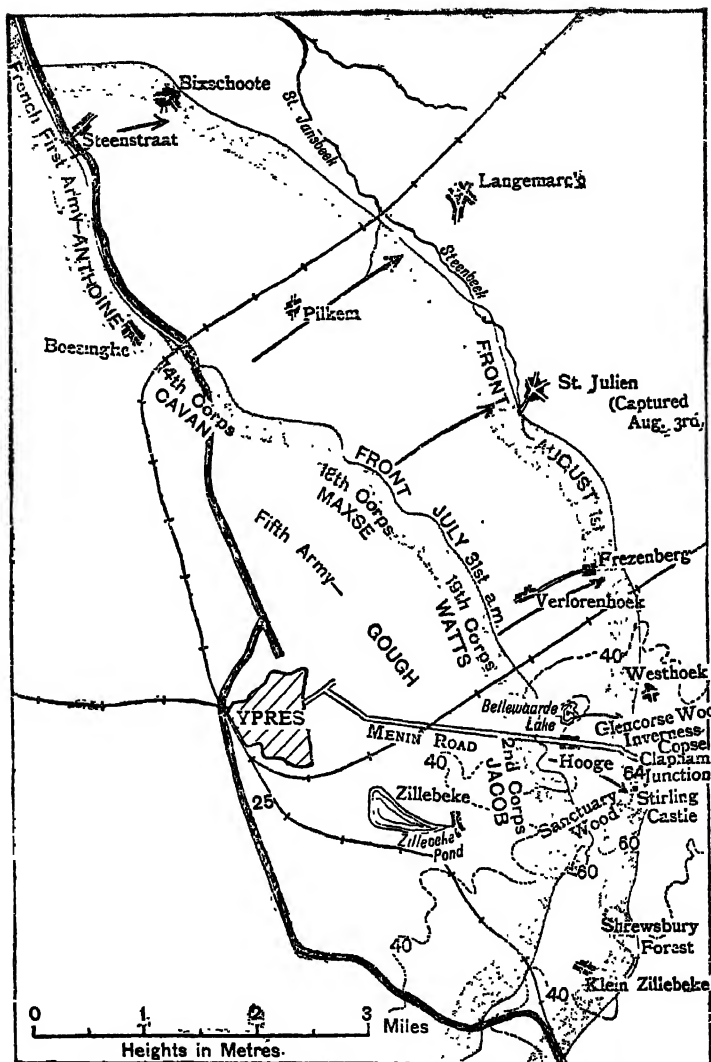 Bixschoote
Steenstraat
St. Jansbeek
Langemarck
French First Army—ANTHOINE
Steenbeek
Pilkem
Boesinghe
14th Corps
CAVAN
FRONT
St. Julien
(Captured
Aug. 3rd)
FRONT
AUGUST 1st
18th Corps
MAXSE
JULY 31st a.m.
Fifth Army—
GOUGH
19th Corps
WATTS
Frezenberg
Verlorenhoek
40
Westhoek
YPRES
Bellewaarde
Lake
Glencorse Wood
MENIN ROAD
Inverness
Copse
Clapham
Junction
64
2nd Corps
JACOB
Hooge
40
25
Zillebeke
Stirling
Castle
Sanctuary
Wood
60
Zillebeke
Pond
60
Shrewsbury
Forest
40
Klein Zillebeke
40
0 1 2 3
Miles
Heights in Metres.